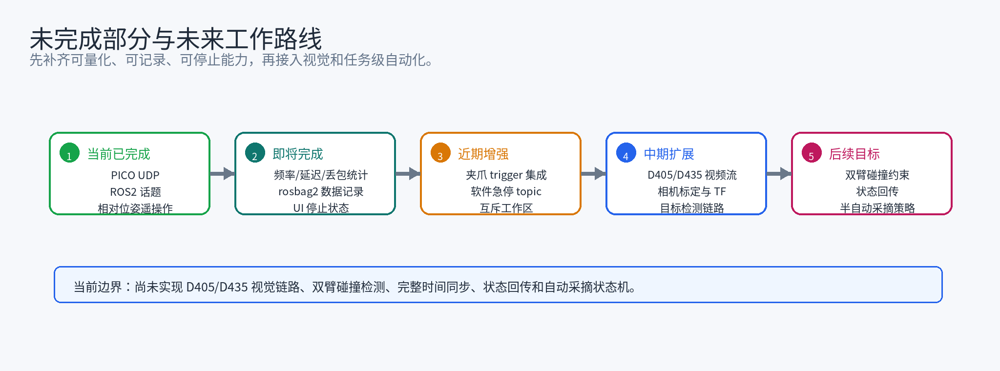 未完成部分与未来工作路线
先补齐可量化、可记录、可停止能力，再接入视觉和任务级自动化。
1 当前已完成
PICO UDP
ROS2 话题
相对位姿遥操作
2 即将完成
频率/延迟/丢包统计
rosbag2 数据记录
UI 停止状态
3 近期增强
夹爪 trigger 集成
软件急停 topic
互斥工作区
4 中期扩展
D405/D435 视频流
相机标定与 TF
目标检测链路
5 后续目标
双臂碰撞约束
状态回传
半自动采摘策略
当前边界：尚未实现 D405/D435 视觉链路、双臂碰撞检测、完整时间同步、状态回传和自动采摘状态机。